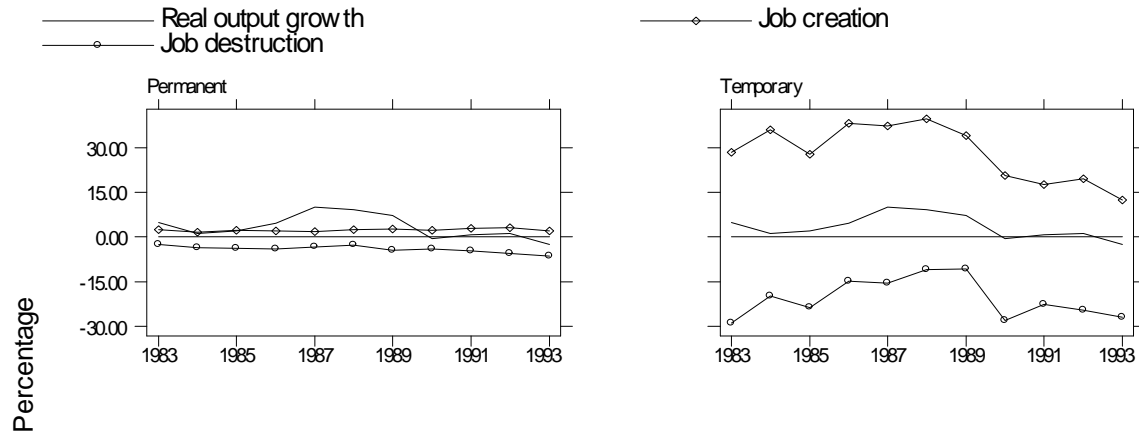 Real output growth
Job destruction
Job creation
Permanent
Temporary
30.00
15.00
0.00
-15.00
-30.00
1983 1985 1987 1989 1991 1993
1983 1985 1987 1989 1991 1993
Percentage